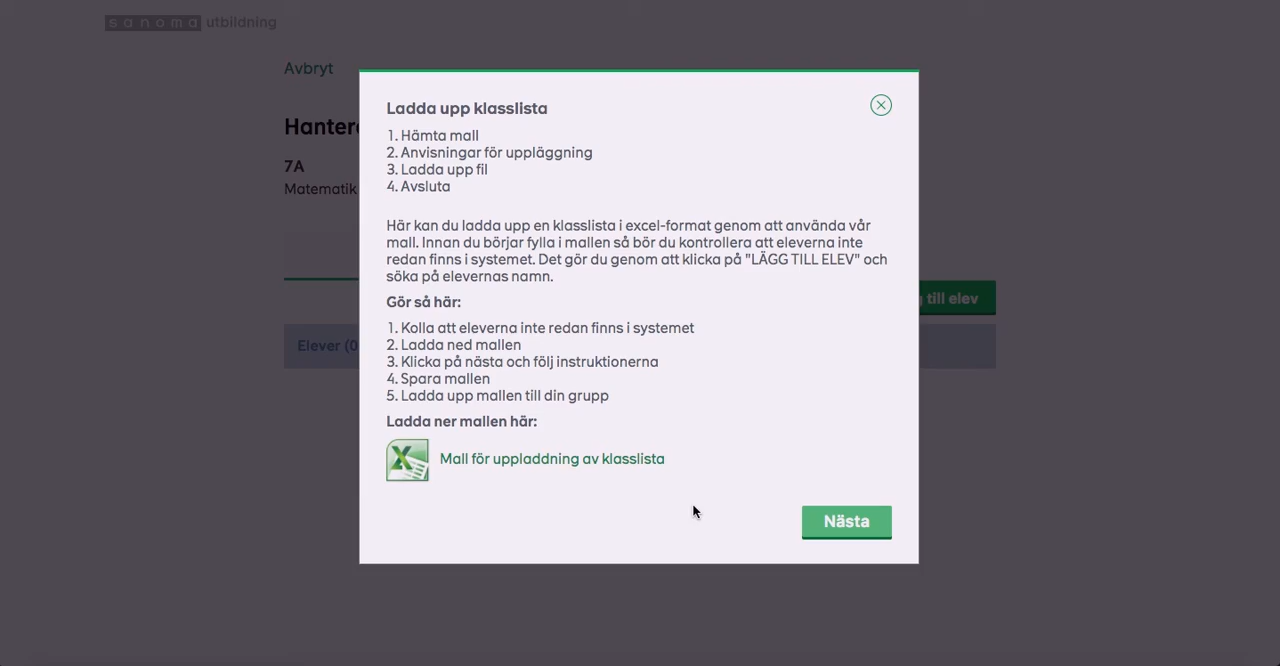 sanoma utbildning
Avbryt
Ladda upp klasslista
1. Hämta mall
2. Anvisningar för uppläggning
3. Ladda upp fil
4. Avsluta
7A
Matematik
Här kan du ladda upp en klasslista i excel-format genom att använda vår
mall. Innan du börjar fylla i mallen så bör du kontrollera att eleverna inte
redan finns i systemet. Det gör du genom att klicka på "LÄGG TILL ELEV" och
söka på elevernas namn.
Gör så här:
1. Kolla att eleverna inte redan finns i systemet
2. Ladda ned mallen
3. Klicka på nästa och följ instruktionerna
4. Spara mallen
5. Ladda upp mallen till din grupp
till elev
Elever (0
Ladda ner mallen här:
Mall för uppladdning av klasslista
Nästa